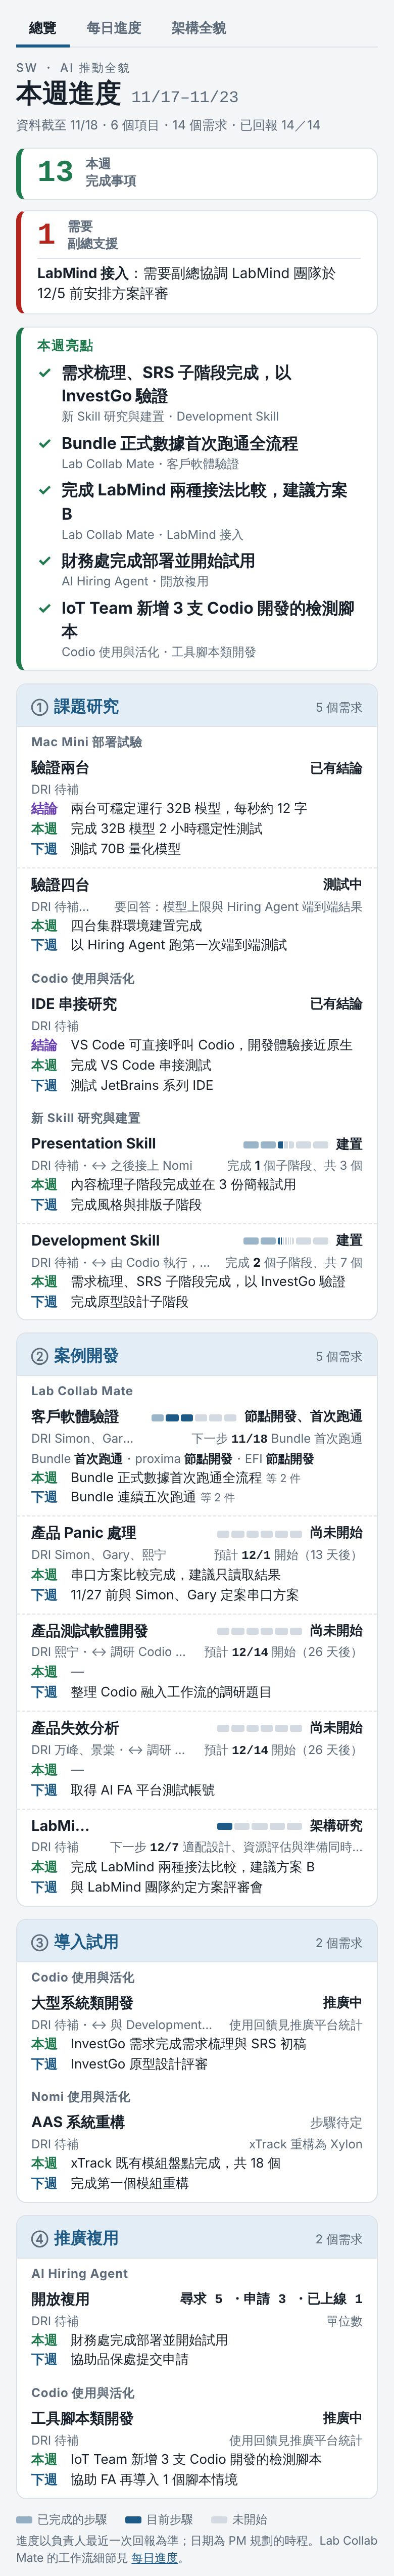 總覽 每日進度 架構全貌
SW · AI 推動全貌
本週進度 11/17–11/23
資料截至 11/18・6 個項目・14 個需求・已回報 14／14
13 本週
完成事項
1 需要
副總支援
LabMind 接入：需要副總協調 LabMind 團隊於
12/5 前安排方案評審
本週亮點
✓ 需求梳理、SRS 子階段完成，以
InvestGo 驗證
新 Skill 研究與建置・Development Skill
✓ Bundle 正式數據首次跑通全流程
Lab Collab Mate・客戶軟體驗證
✓ 完成 LabMind 兩種接法比較，建議方案
B
Lab Collab Mate・LabMind 接入
✓ 財務處完成部署並開始試用
AI Hiring Agent・開放複用
✓ IoT Team 新增 3 支 Codio 開發的檢測腳
本
Codio 使用與活化・工具腳本類開發
① 課題研究 5 個需求
Mac Mini 部署試驗
驗證兩台 已有結論
DRI 待補
結論 兩台可穩定運行 32B 模型，每秒約 12 字
本週 完成 32B 模型 2 小時穩定性測試
下週 測試 70B 量化模型
驗證四台 測試中
DRI 待補… 要回答：模型上限與 Hiring Agent 端到端結果
本週 四台集群環境建置完成
下週 以 Hiring Agent 跑第一次端到端測試
Codio 使用與活化
IDE 串接研究 已有結論
DRI 待補
結論 VS Code 可直接呼叫 Codio，開發體驗接近原生
本週 完成 VS Code 串接測試
下週 測試 JetBrains 系列 IDE
新 Skill 研究與建置
Presentation Skill 建置
DRI 待補・↔ 之後接上 Nomi 完成 1 個子階段、共 3 個
本週 內容梳理子階段完成並在 3 份簡報試用
下週 完成風格與排版子階段
Development Skill 建置
DRI 待補・↔ 由 Codio 執行，… 完成 2 個子階段、共 7 個
本週 需求梳理、SRS 子階段完成，以 InvestGo 驗證
下週 完成原型設計子階段
② 案例開發 5 個需求
Lab Collab Mate
客戶軟體驗證 節點開發、首次跑通
DRI Simon、Gar… 下一步 11/18 Bundle 首次跑通
Bundle 首次跑通・proxima 節點開發・EFI 節點開發
本週 Bundle 正式數據首次跑通全流程 等 2 件
下週 Bundle 連續五次跑通 等 2 件
產品 Panic 處理 尚未開始
DRI Simon、Gary、熙宁 預計 12/1 開始（13 天後）
本週 串口方案比較完成，建議只讀取結果
下週 11/27 前與 Simon、Gary 定案串口方案
產品測試軟體開發 尚未開始
DRI 熙宁・↔ 調研 Codio … 預計 12/14 開始（26 天後）
本週 —
下週 整理 Codio 融入工作流的調研題目
產品失效分析 尚未開始
DRI 万峰、景棠・↔ 調研 … 預計 12/14 開始（26 天後）
本週 —
下週 取得 AI FA 平台測試帳號
LabMi… 架構研究
DRI 待補 下一步 12/7 適配設計、資源評估與準備同時…
本週 完成 LabMind 兩種接法比較，建議方案 B
下週 與 LabMind 團隊約定方案評審會
③ 導入試用 2 個需求
Codio 使用與活化
大型系統類開發 推廣中
DRI 待補・↔ 與 Development… 使用回饋見推廣平台統計
本週 InvestGo 需求完成需求梳理與 SRS 初稿
下週 InvestGo 原型設計評審
Nomi 使用與活化
AAS 系統重構 步驟待定
DRI 待補 xTrack 重構為 Xylon
本週 xTrack 既有模組盤點完成，共 18 個
下週 完成第一個模組重構
④ 推廣複用 2 個需求
AI Hiring Agent
開放複用 尋求 5 ・申請 3 ・已上線 1
DRI 待補 單位數
本週 財務處完成部署並開始試用
下週 協助品保處提交申請
Codio 使用與活化
工具腳本類開發 推廣中
DRI 待補 使用回饋見推廣平台統計
本週 IoT Team 新增 3 支 Codio 開發的檢測腳本
下週 協助 FA 再導入 1 個腳本情境
已完成的步驟 目前步驟 未開始
進度以負責人最近一次回報為準；日期為 PM 規劃的時程。Lab Collab
Mate 的工作流細節見 每日進度。